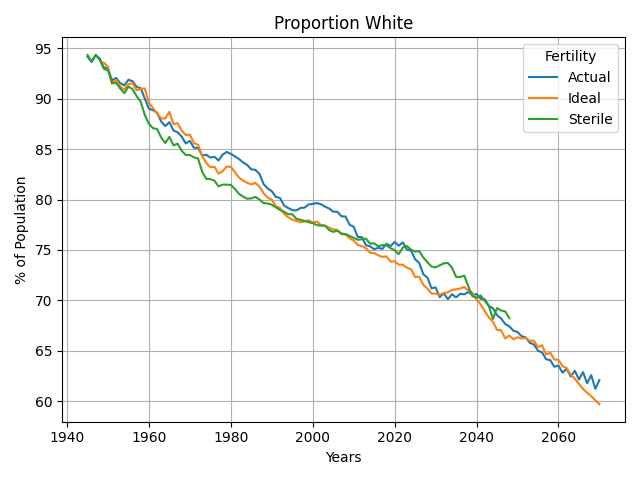 Proportion White
Fertility
Actual
Ideal
Sterile
% of Population
95
90
85
80
75
70
65
60
1940
1960
1980
2000
2020
2040
2060
Years